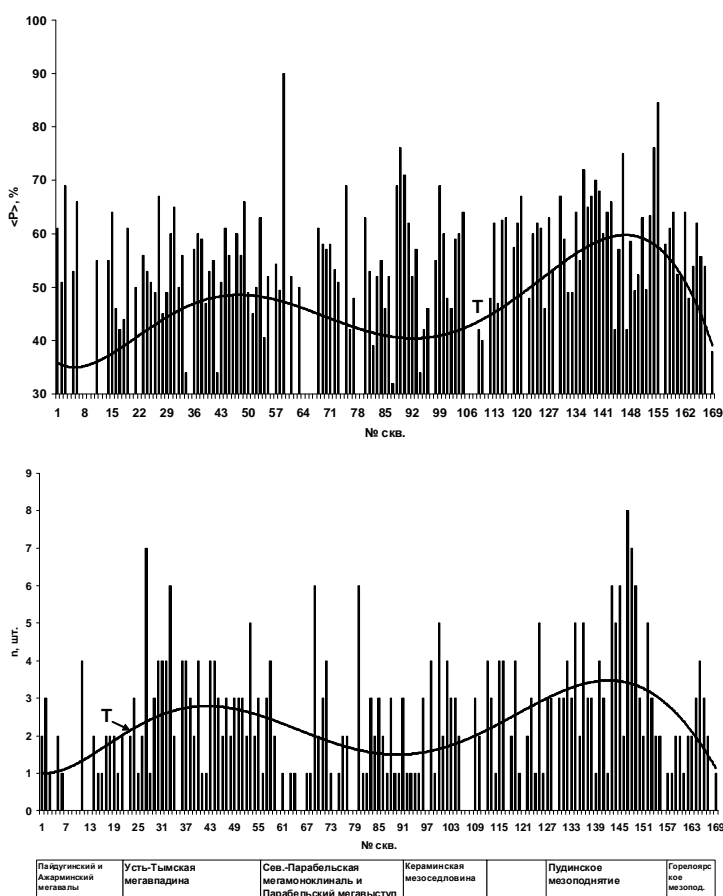 100
90
80
70
60
50
40
30
<P>, %
T
1 8 15 22 29 36 43 50 57 64 71 78 85 92 99 106 113 120 127 134 141 148 155 162 169
№ скв.
9
8
7
6
5
4
3
2
1
0
n, шт.
T
1 7 13 19 25 31 37 43 49 55 61 67 73 79 85 91 97 103 109 115 121 127 133 139 145 151 157 163 169
№ скв.
Пайдугинский и Усть-Тымская Сев.-Парабельская Кераминская Пудинское Горелоярс
Ажарминский мегавпадина мегамоноклиналь и мезоседловина мезоподнятие кое
мегавалы Парабельский мегавыступ мезопод.